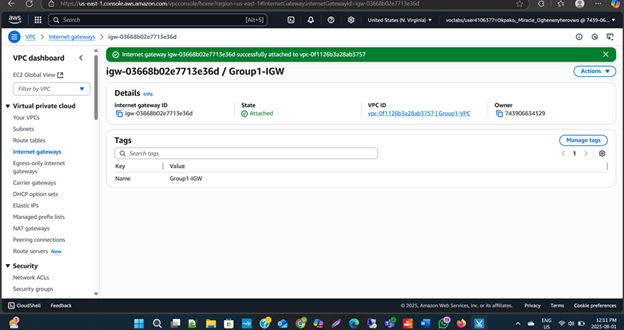 https://us-east-1.console.aws.amazon.com/vpcconsole/home?region=us-east-1#InternetGateway:internetGatewayId=igw-03668b02e7713e36d
aws
Search
[Alt+S]
United States (N. Virginia)
VPC
Internet gateways
igw-03668b02e7713e36d
VPC dashboard
EC2 Global View
Filter by VPC
Virtual private cloud
Your VPCs
Subnets
Route tables
Internet gateways
Egress-only internet
gateways
Carrier gateways
DHCP option sets
Elastic IPs
Managed prefix lists
NAT gateways
Peering connections
Route servers New
Security
Network ACLs
Security groups
Internet gateway igw-03668b02e7713e36d successfully attached to vpc-0f1126b3a28ab3757
igw-03668b02e7713e36d / Group1-IGW
Actions
Details Info
Internet gateway ID
igw-03668b02e7713e36d
State
Attached
VPC ID
vpc-0f1126b3a28ab3757 | Group1-VPC
Owner
743906634329
Tags
Manage tags
Search tags
1
Key Value
Name Group1-IGW
CloudShell Feedback
© 2025, Amazon Web Services, Inc. or its affiliates. Privacy Terms Cookie preferences
ENG
US
12:11 PM
2025-08-01